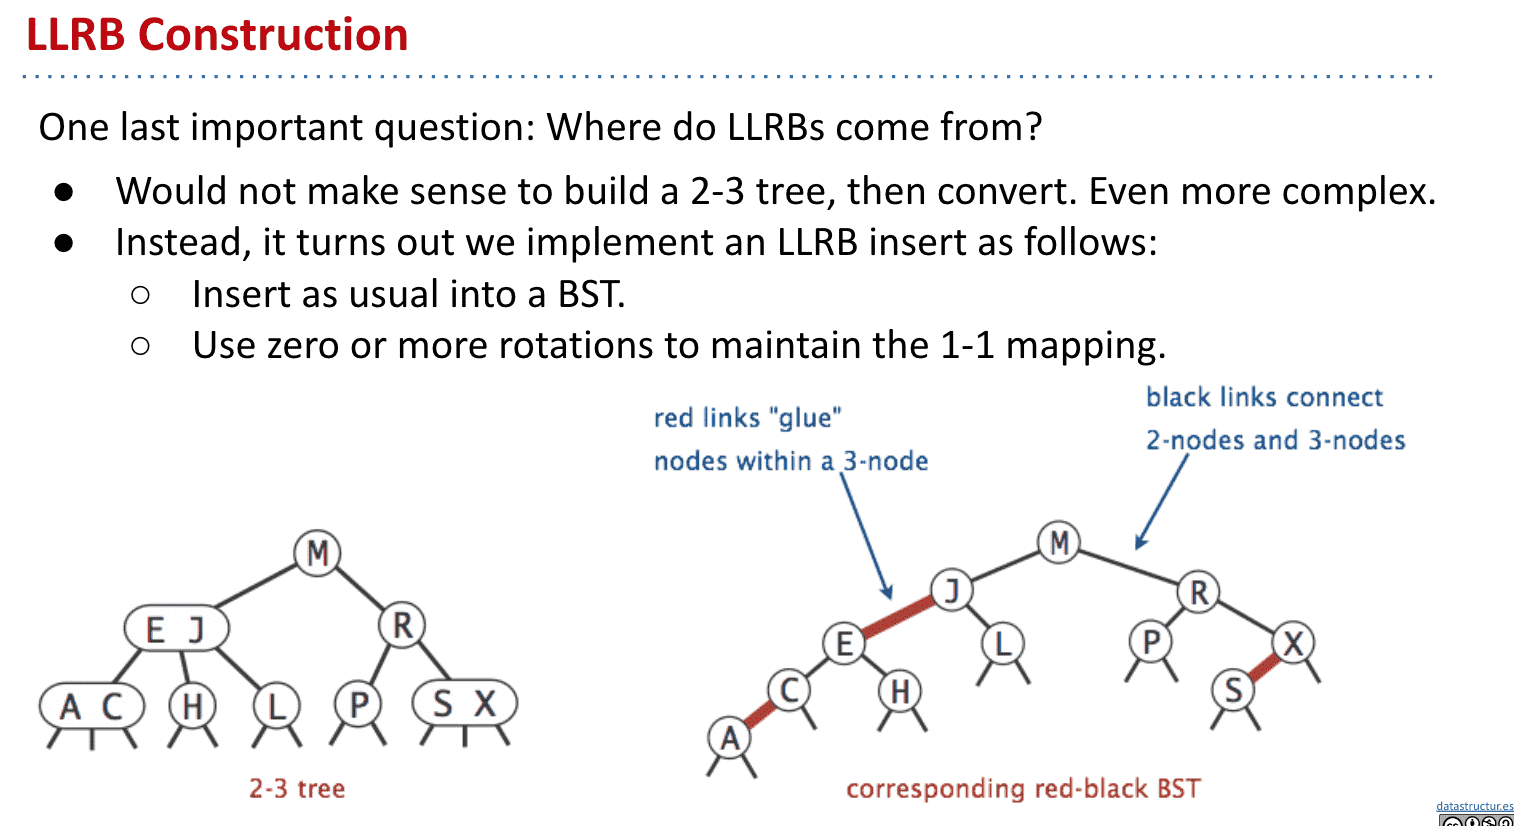 LLRB Construction
One last important question: Where do LLRBs come from?
● Would not make sense to build a 2-3 tree, then convert. Even more complex.
● Instead, it turns out we implement an LLRB insert as follows:
○ Insert as usual into a BST.
○ Use zero or more rotations to maintain the 1-1 mapping.
red links "glue"
nodes within a 3-node
black links connect
2-nodes and 3-nodes
M
E J
R
A C
H
L
P
S X
2-3 tree
M
J
R
E
L
P
X
C
H
S
A
corresponding red-black BST
datastructur.es